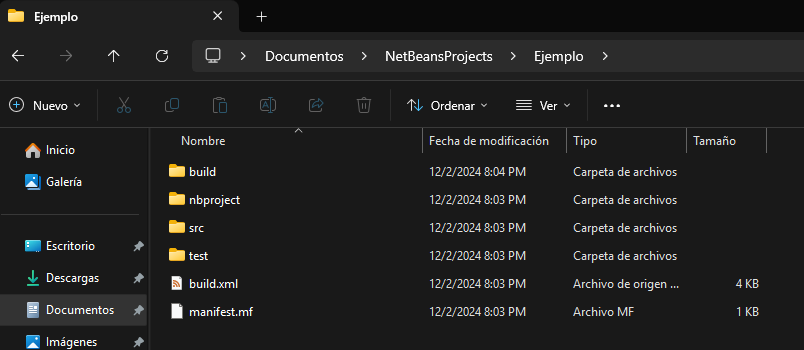 Ejemplo
Documentos > NetBeansProjects > Ejemplo >
Nuevo Ordenar Ver
Nombre Fecha de modificación Tipo Tamaño
Inicio
Galería
Escritorio
Descargas
Documentos
Imágenes
build 12/2/2024 8:04 PM Carpeta de archivos
nbproject 12/2/2024 8:03 PM Carpeta de archivos
src 12/2/2024 8:03 PM Carpeta de archivos
test 12/2/2024 8:03 PM Carpeta de archivos
build.xml 12/2/2024 8:03 PM Archivo de origen ... 4 KB
manifest.mf 12/2/2024 8:03 PM Archivo MF 1 KB